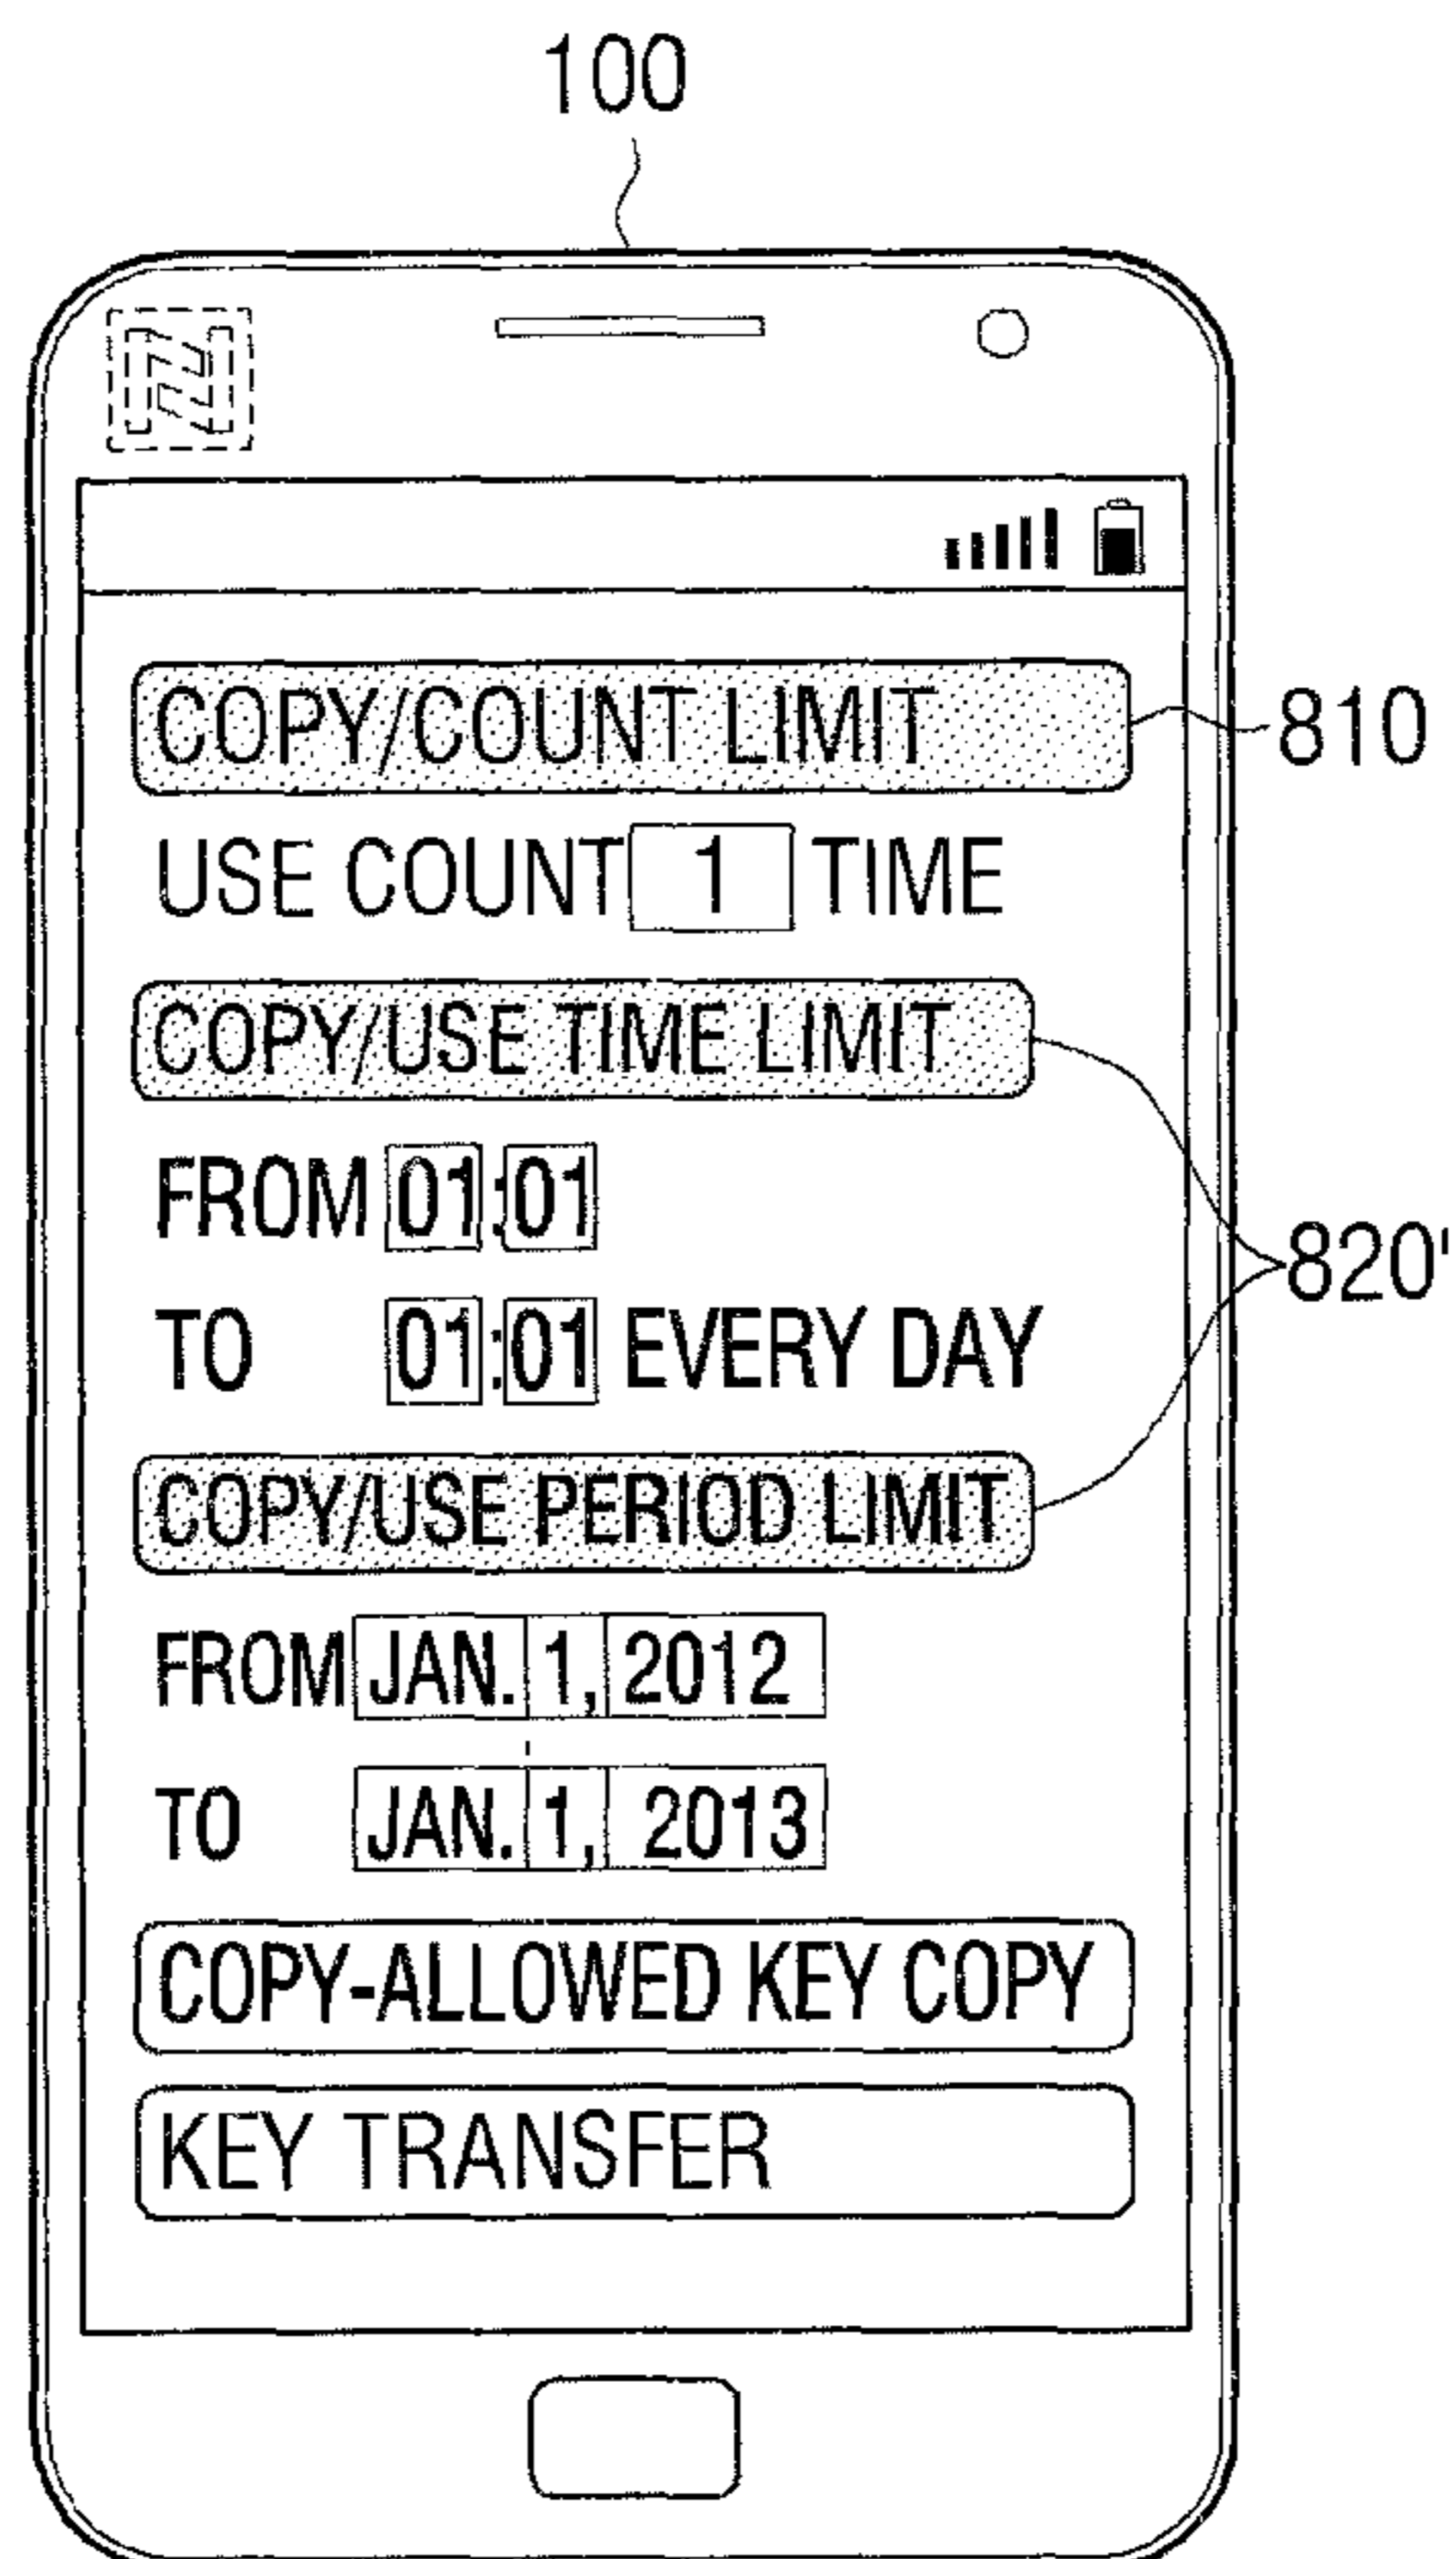 100
COPY/COUNT LIMIT
810
USE COUNT 1 TIME
COPY/USE TIME LIMIT
FROM 01:01
820'
TO 01:01 EVERY DAY
COPY/USE PERIOD LIMIT
FROM JAN. 1, 2012
TO JAN. 1, 2013
COPY-ALLOWED KEY COPY
KEY TRANSFER